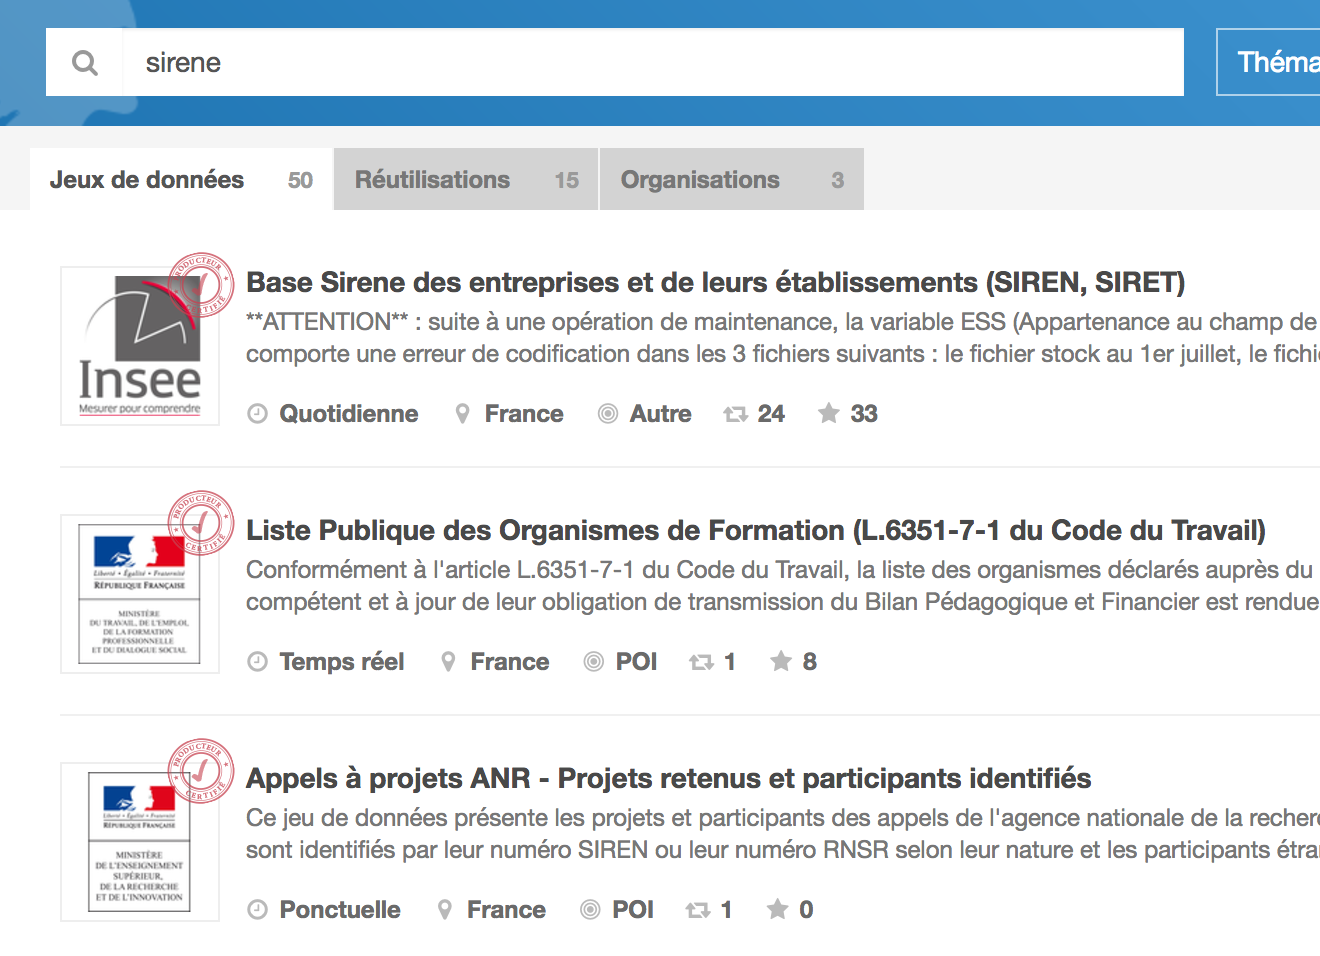 sirene
Théma
Jeux de données 50
Réutilisations 15
Organisations 3
PRODUCTEUR CERTIFIÉ
Insee
Mesurer pour comprendre
Base Sirene des entreprises et de leurs établissements (SIREN, SIRET)
**ATTENTION** : suite à une opération de maintenance, la variable ESS (Appartenance au champ de
comporte une erreur de codification dans les 3 fichiers suivants : le fichier stock au 1er juillet, le fichi
Quotidienne France Autre 24 33
PRODUCTEUR CERTIFIÉ
Liberté • Égalité • Fraternité
RÉPUBLIQUE FRANÇAISE
MINISTÈRE
DU TRAVAIL, DE L'EMPLOI,
DE LA FORMATION
PROFESSIONNELLE
ET DU DIALOGUE SOCIAL
Liste Publique des Organismes de Formation (L.6351-7-1 du Code du Travail)
Conformément à l'article L.6351-7-1 du Code du Travail, la liste des organismes déclarés auprès du
compétent et à jour de leur obligation de transmission du Bilan Pédagogique et Financier est rendue
Temps réel France POI 1 8
PRODUCTEUR CERTIFIÉ
Liberté • Égalité • Fraternité
RÉPUBLIQUE FRANÇAISE
MINISTÈRE
DE L'ENSEIGNEMENT
SUPÉRIEUR,
DE LA RECHERCHE
ET DE L'INNOVATION
Appels à projets ANR - Projets retenus et participants identifiés
Ce jeu de données présente les projets et participants des appels de l'agence nationale de la recher
sont identifiés par leur numéro SIREN ou leur numéro RNSR selon leur nature et les participants étra
Ponctuelle France POI 1 0